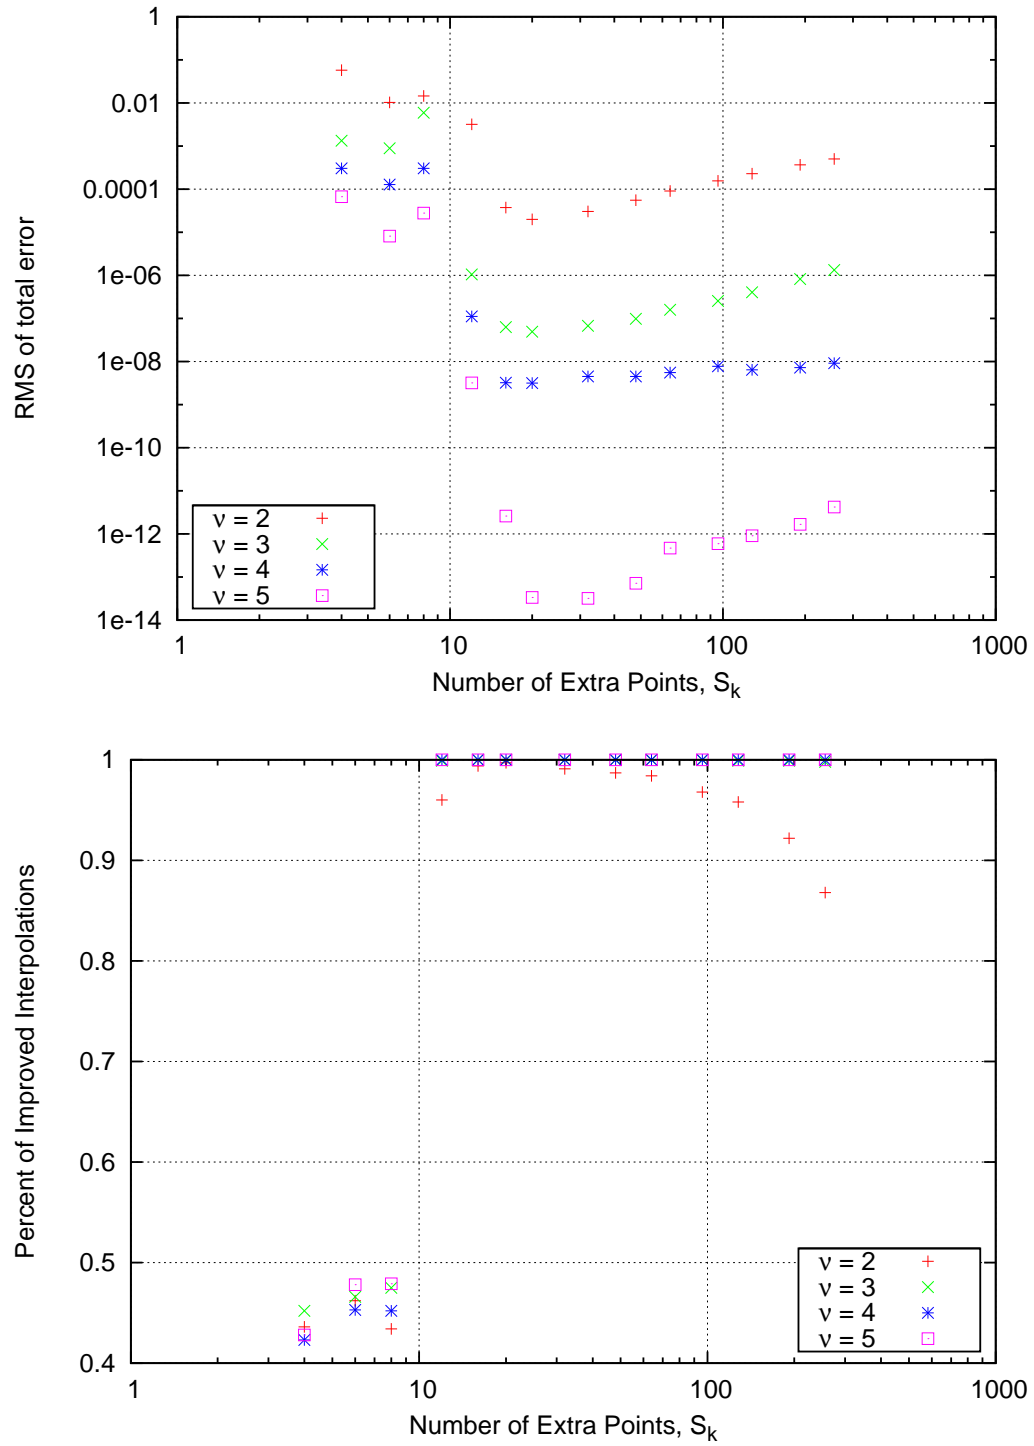 1
0.01
0.0001
1e-06
1e-08
1e-10
1e-12
1e-14
RMS of total error
ν = 2
ν = 3
ν = 4
ν = 5
1 10 100 1000
Number of Extra Points, S_k
1
0.9
0.8
0.7
0.6
0.5
0.4
Percent of Improved Interpolations
ν = 2
ν = 3
ν = 4
ν = 5
1 10 100 1000
Number of Extra Points, S_k